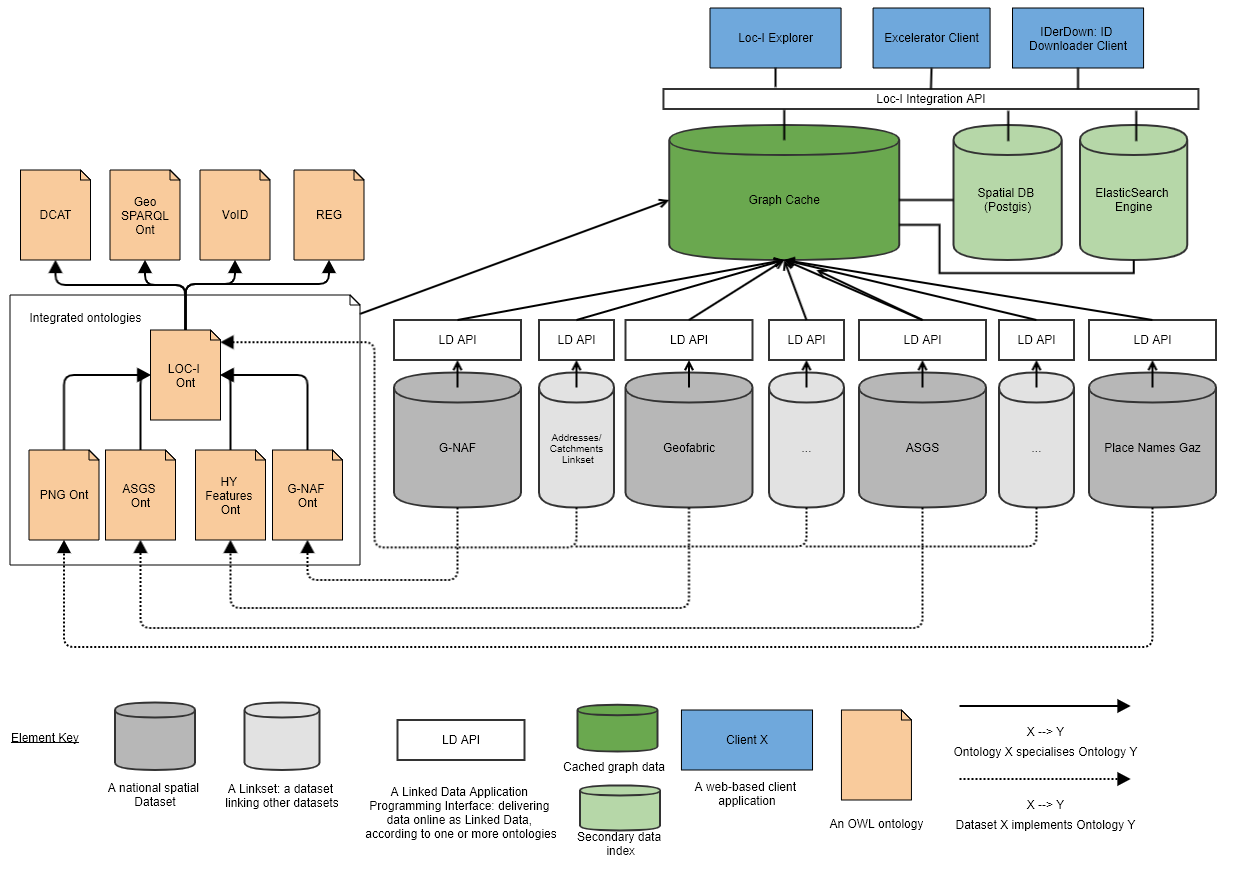 Loc-I Explorer
Excelerator Client
IDerDown: ID
Downloader Client
Loc-I Integration API
Graph Cache
Spatial DB
(Postgis)
ElasticSearch
Engine
DCAT
Geo
SPARQL
Ont
VoID
REG
Integrated ontologies
LOC-I
Ont
PNG Ont
ASGS
Ont
HY
Features
Ont
G-NAF
Ont
LD API
LD API
LD API
LD API
LD API
LD API
LD API
G-NAF
Addresses/
Catchments
Linkset
Geofabric
...
ASGS
...
Place Names Gaz
Element Key
A national spatial
Dataset
A Linkset: a dataset
linking other datasets
LD API
A Linked Data Application
Programming Interface: delivering
data online as Linked Data,
according to one or more ontologies
Cached graph data
Secondary data
index
Client X
A web-based client
application
An OWL ontology
X --> Y
Ontology X specialises Ontology Y
X --> Y
Dataset X implements Ontology Y